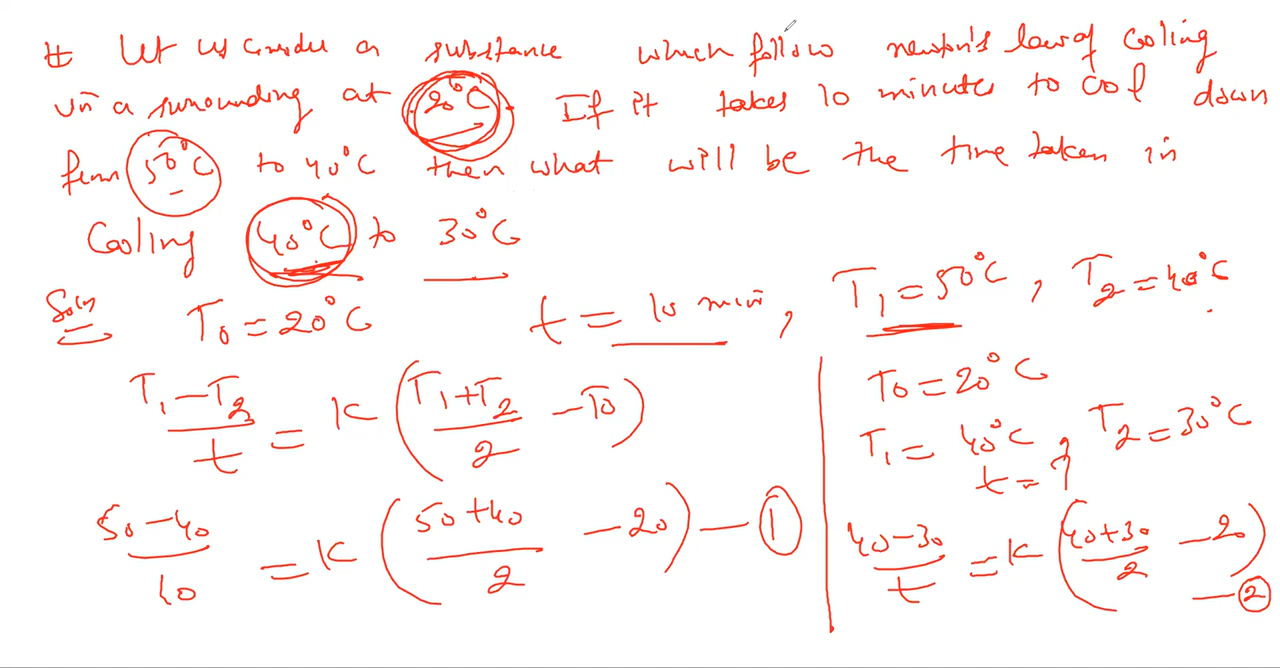 # Let us consider a substance which follow newton's law of Cooling
in a surrounding at 20°C. If it takes 10 minutes to cool down
from 50°C to 40°C then what will be the time taken in
Cooling 40°C to 30°C
Soln T₀ = 20°C t = 10 min, T₁ = 50°C, T₂ = 40°C
(T₁ - T₂)/t = K ((T₁ + T₂)/2 - T₀)
(50 - 40)/10 = K ((50 + 40)/2 - 20) — ①
T₀ = 20°C
T₁ = 40°C, T₂ = 30°C
t = ?
(40 - 30)/t = K ((40 + 30)/2 - 20)
— ②